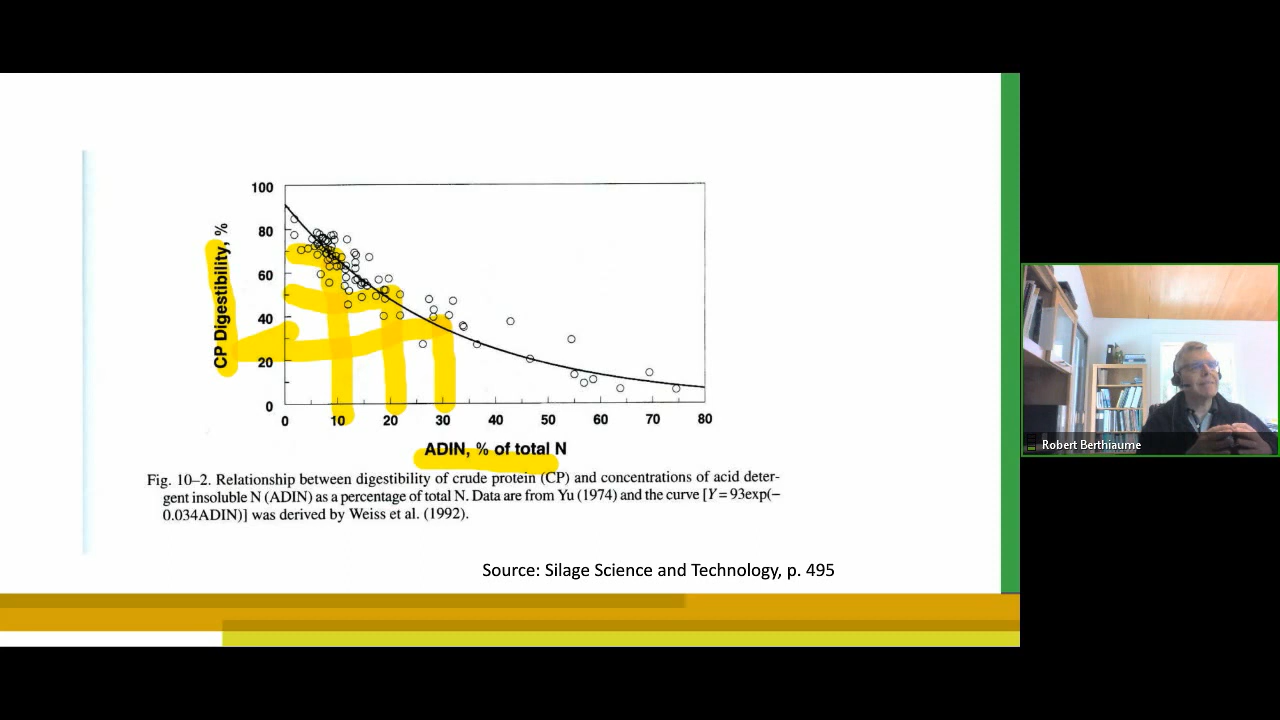 100
80
60
40
20
0
CP Digestibility, %
0 10 20 30 40 50 60 70 80
ADIN, % of total N
Fig. 10–2. Relationship between digestibility of crude protein (CP) and concentrations of acid deter-
gent insoluble N (ADIN) as a percentage of total N. Data are from Yu (1974) and the curve [Y = 93exp(–
0.034ADIN)] was derived by Weiss et al. (1992).
Source: Silage Science and Technology, p. 495
Robert Berthiaume